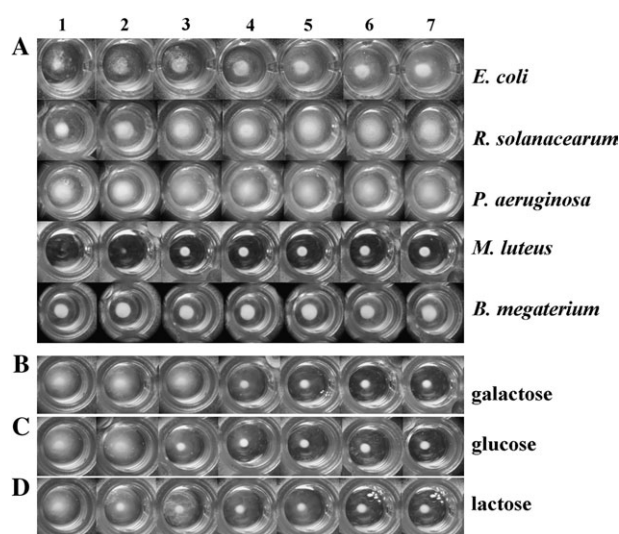 1 2 3 4 5 6 7
A
E. coli
R. solanacearum
P. aeruginosa
M. luteus
B. megaterium
B
galactose
C
glucose
D
lactose